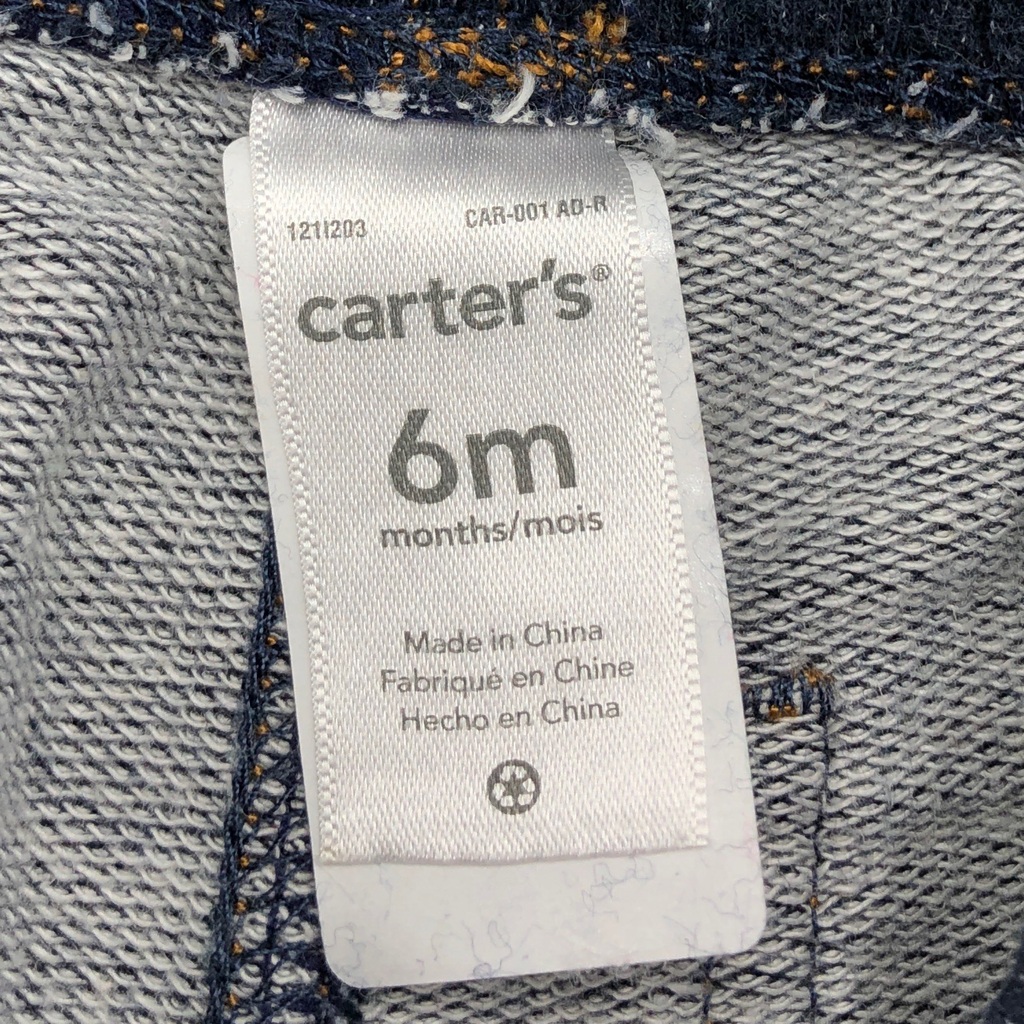 121I203 CAR-001 AD-R
carter's®
6m
months/mois
Made in China
Fabriqué en Chine
Hecho en China